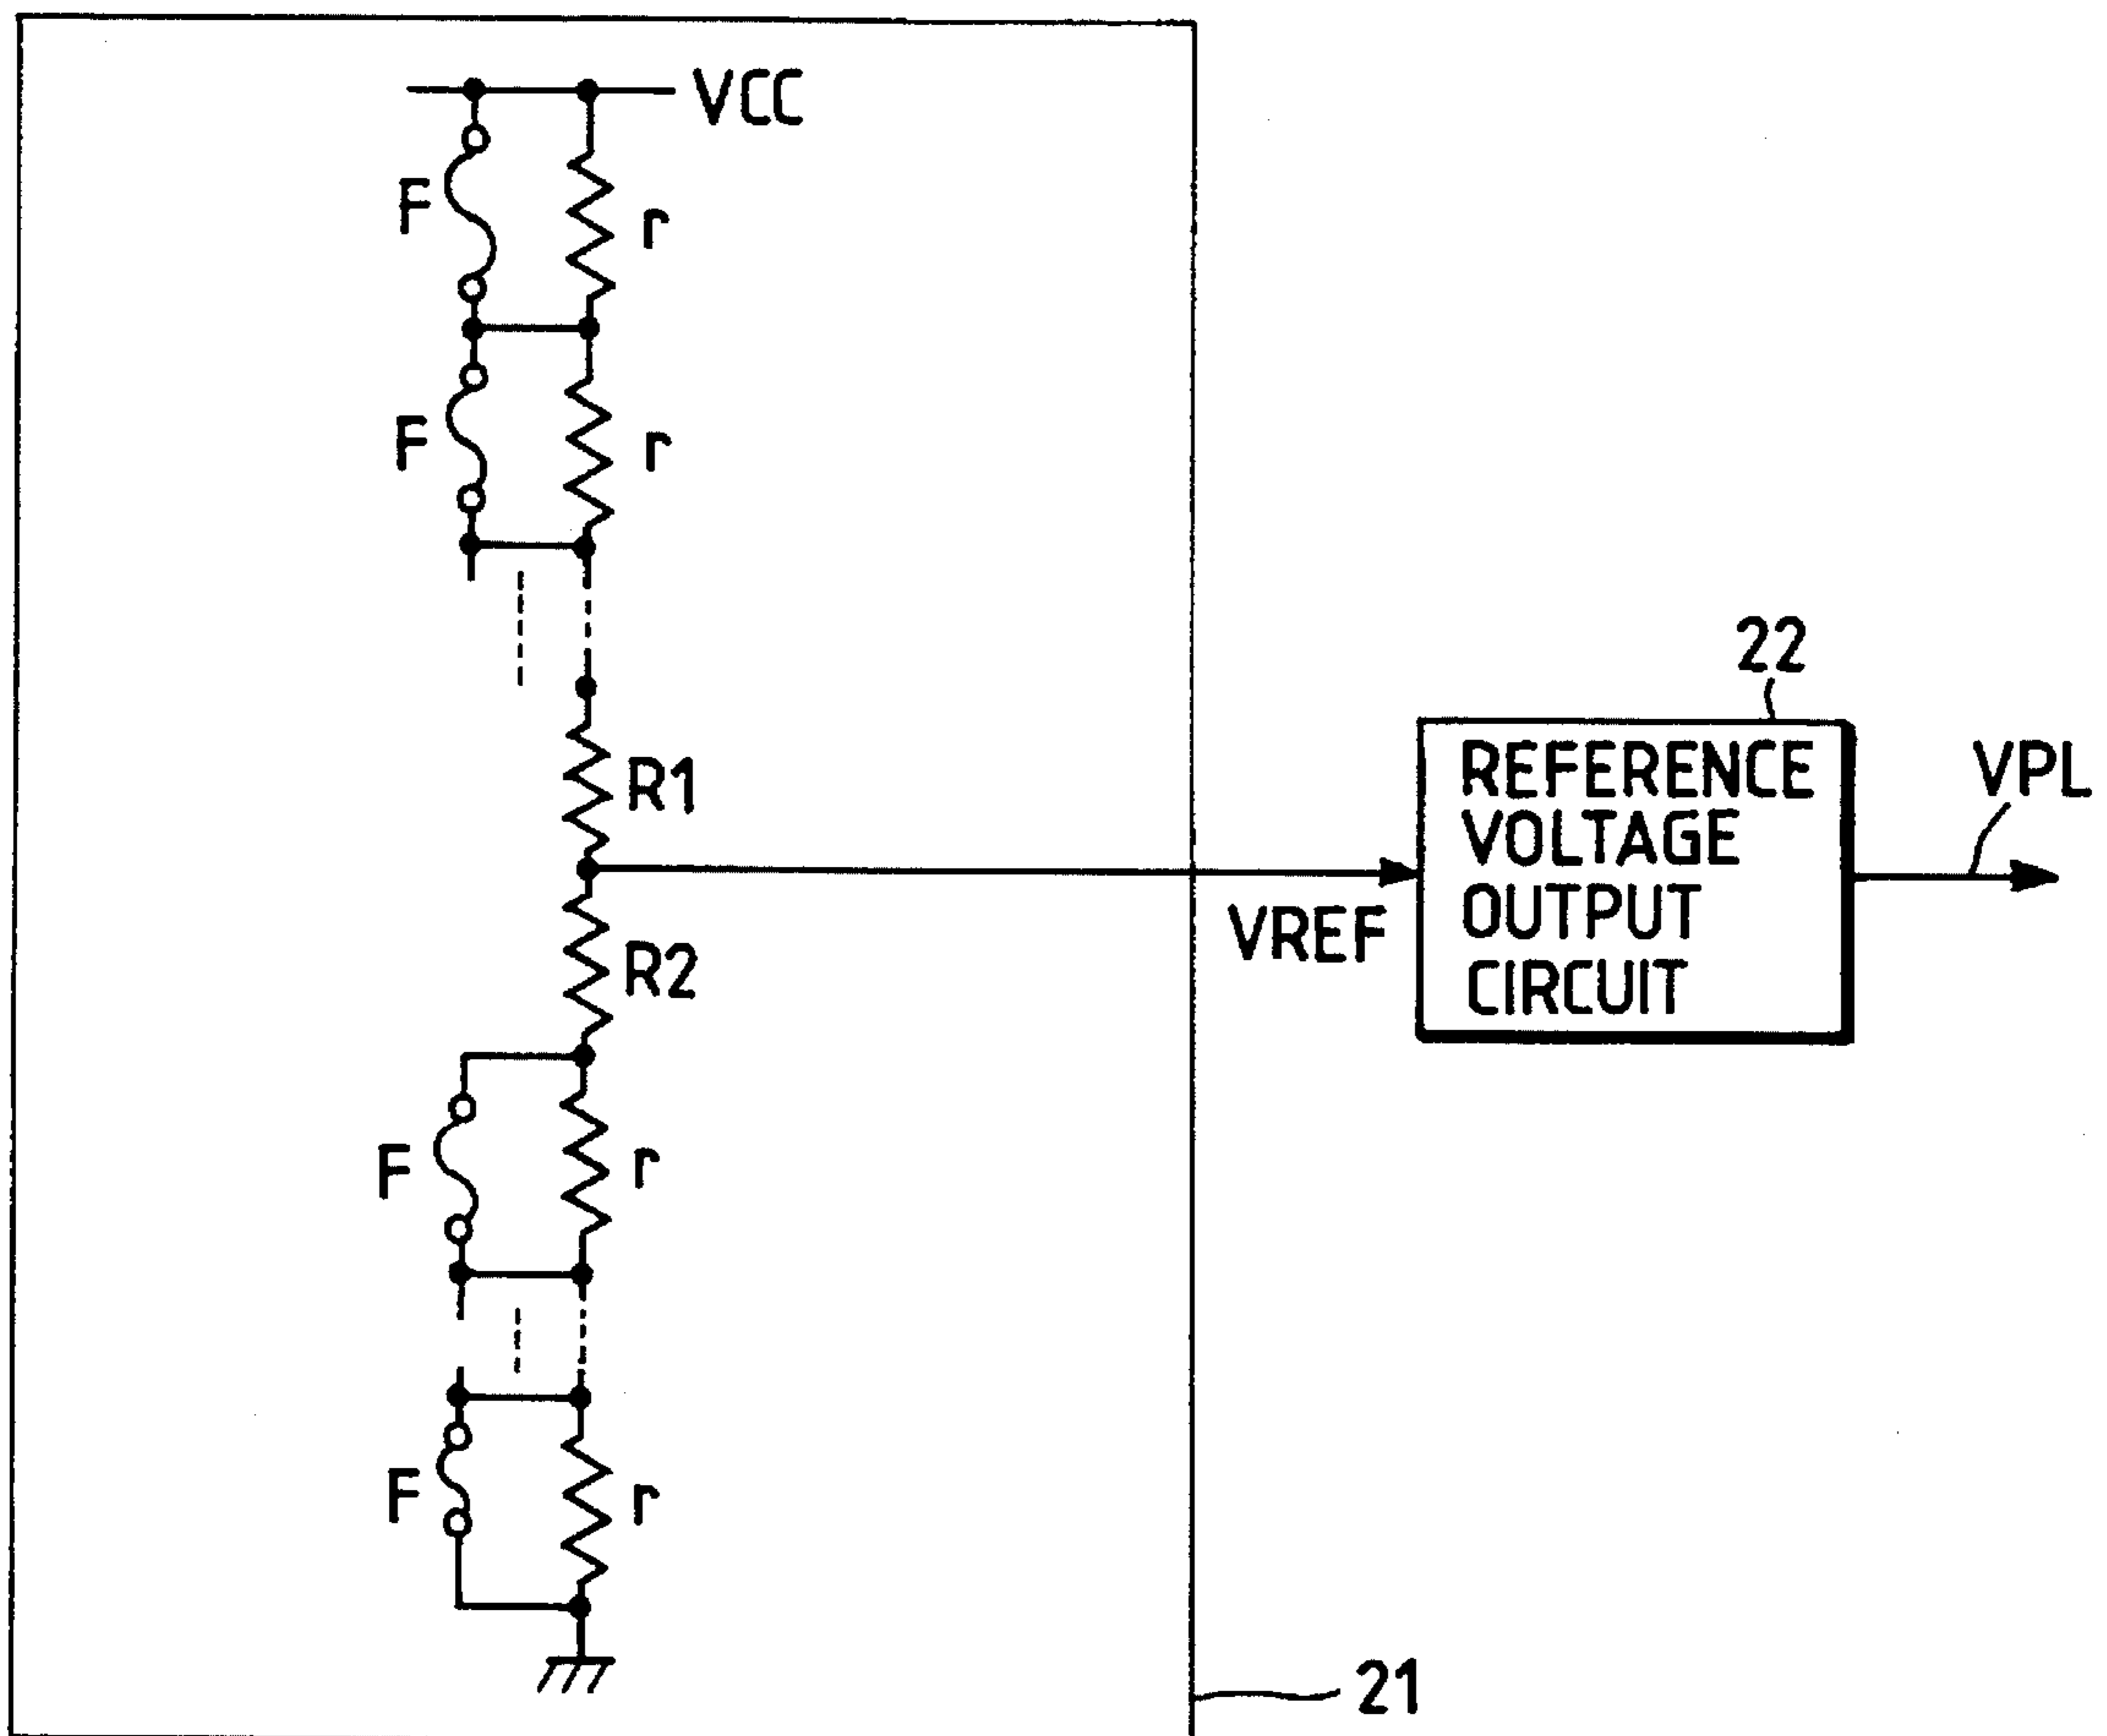 VCC
F
r
F
r
22
R1
REFERENCE
VOLTAGE
OUTPUT
CIRCUIT
VPL
VREF
R2
F
r
F
r
21